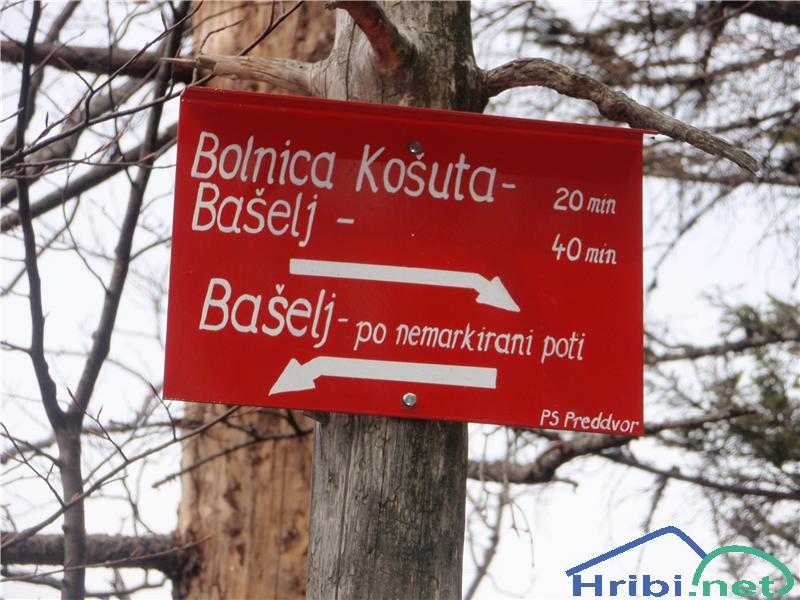 Bolnica Košuta- 20 min
Bašelj - 40 min
Bašelj - po nemarkirani poti
PS Preddvor
Hribi.net